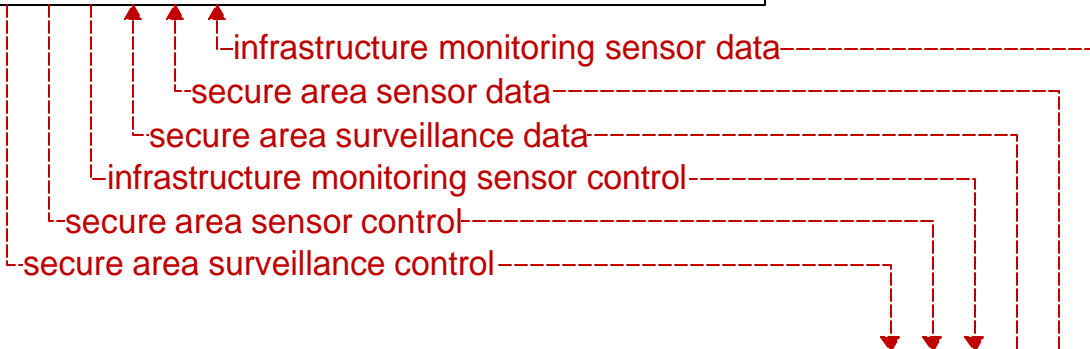 infrastructure monitoring sensor data
secure area sensor data
secure area surveillance data
infrastructure monitoring sensor control
secure area sensor control
secure area surveillance control